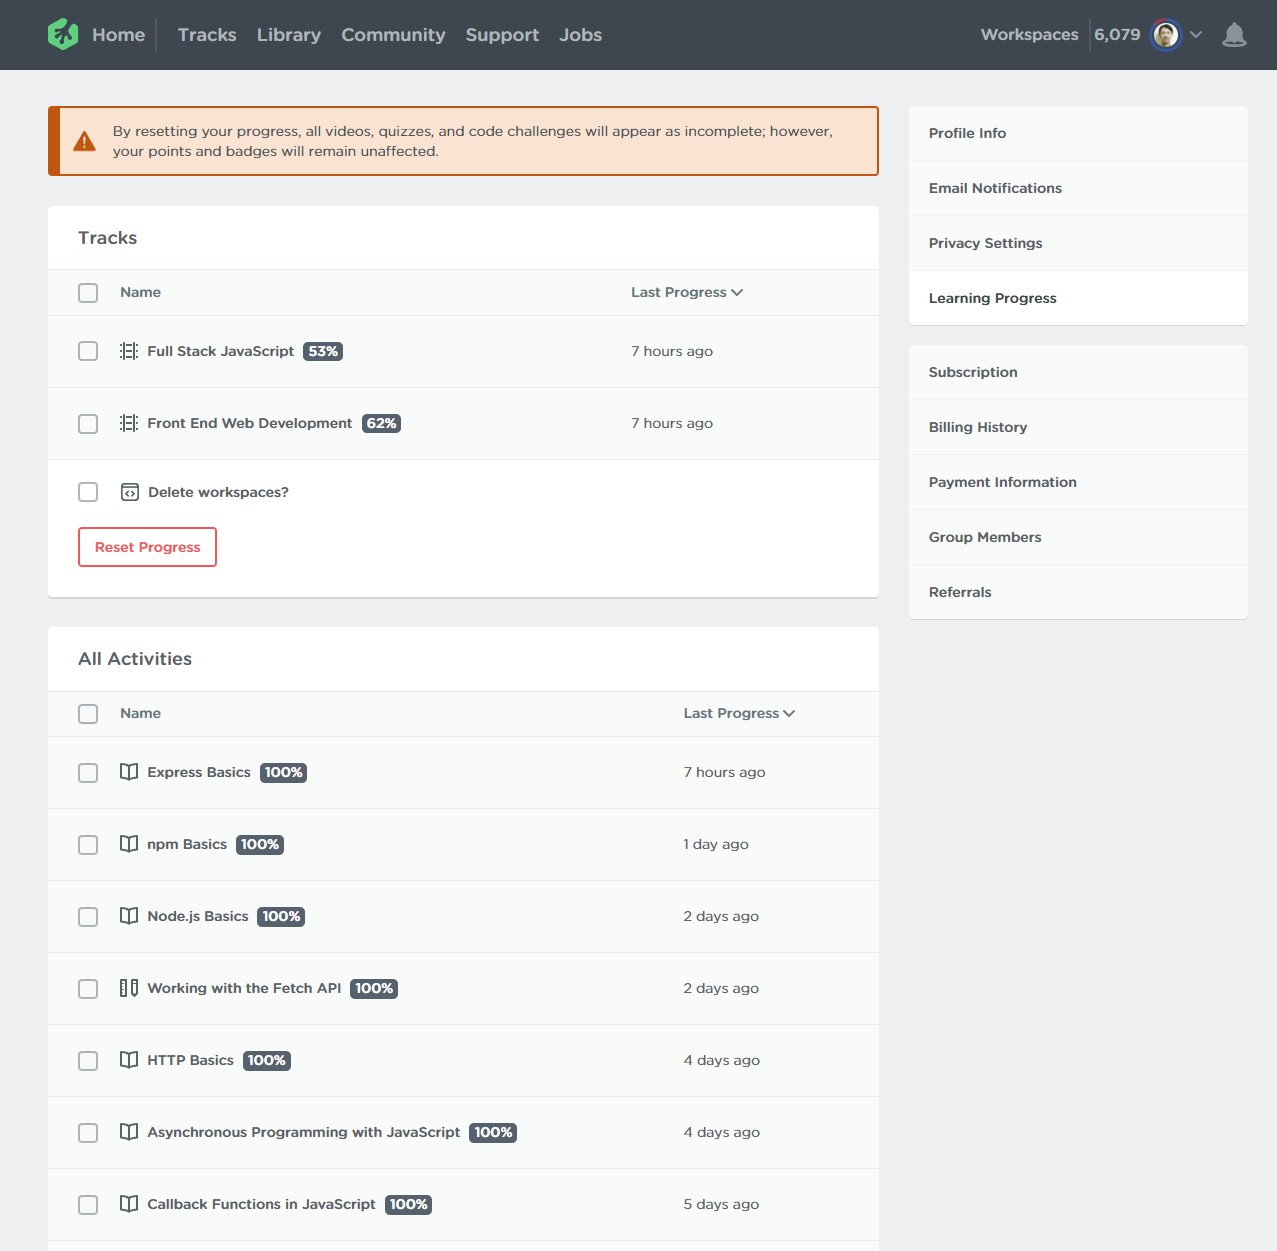 Home Tracks Library Community Support Jobs Workspaces 6,079
By resetting your progress, all videos, quizzes, and code challenges will appear as incomplete; however,
your points and badges will remain unaffected.
Tracks
Name Last Progress
Full Stack JavaScript 53% 7 hours ago
Front End Web Development 62% 7 hours ago
Delete workspaces?
Reset Progress
All Activities
Name Last Progress
Express Basics 100% 7 hours ago
npm Basics 100% 1 day ago
Node.js Basics 100% 2 days ago
Working with the Fetch API 100% 2 days ago
HTTP Basics 100% 4 days ago
Asynchronous Programming with JavaScript 100% 4 days ago
Callback Functions in JavaScript 100% 5 days ago
Profile Info
Email Notifications
Privacy Settings
Learning Progress
Subscription
Billing History
Payment Information
Group Members
Referrals